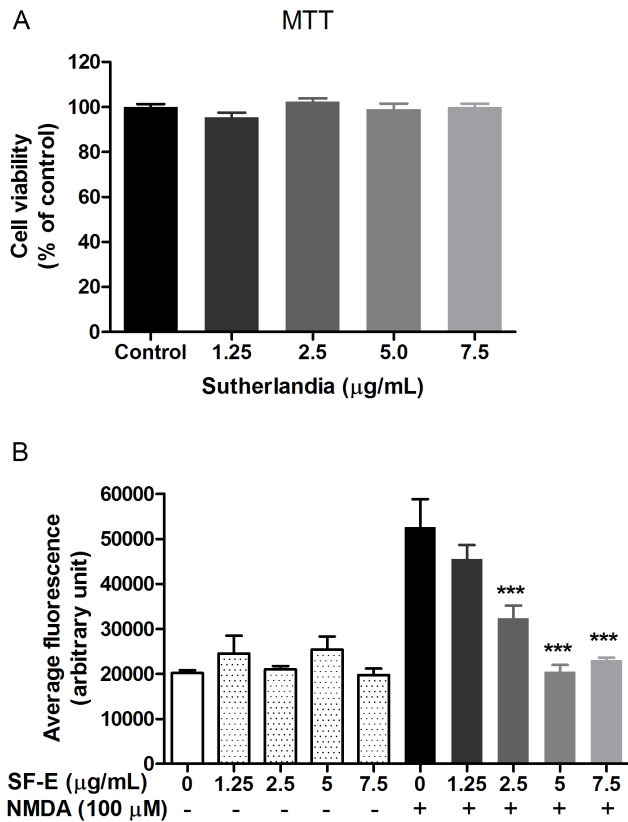 A
MTT
Cell viability
(% of control)
120
100
80
60
40
20
0
Control 1.25 2.5 5.0 7.5
Sutherlandia (μg/mL)
B
Average fluorescence
(arbitrary unit)
60000
50000
40000
30000
20000
10000
0
***
***
***
SF-E (μg/mL) 0 1.25 2.5 5 7.5 0 1.25 2.5 5 7.5
NMDA (100 μM) - - - - - + + + + +